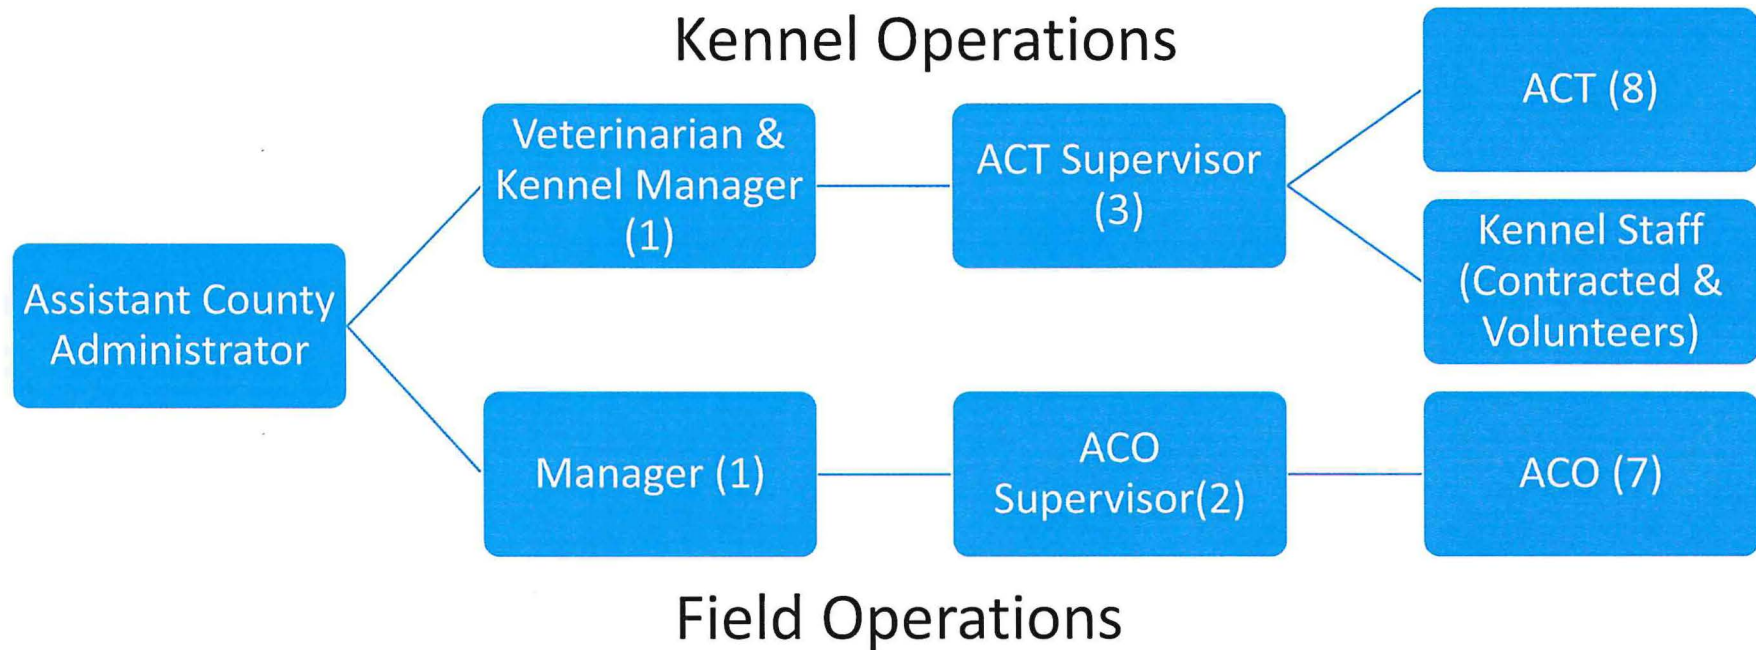 Kennel Operations
Assistant County
Administrator
Veterinarian &
Kennel Manager
(1)
ACT Supervisor
(3)
ACT (8)
Kennel Staff
(Contracted &
Volunteers)
Manager (1)
ACO
Supervisor(2)
ACO (7)
Field Operations